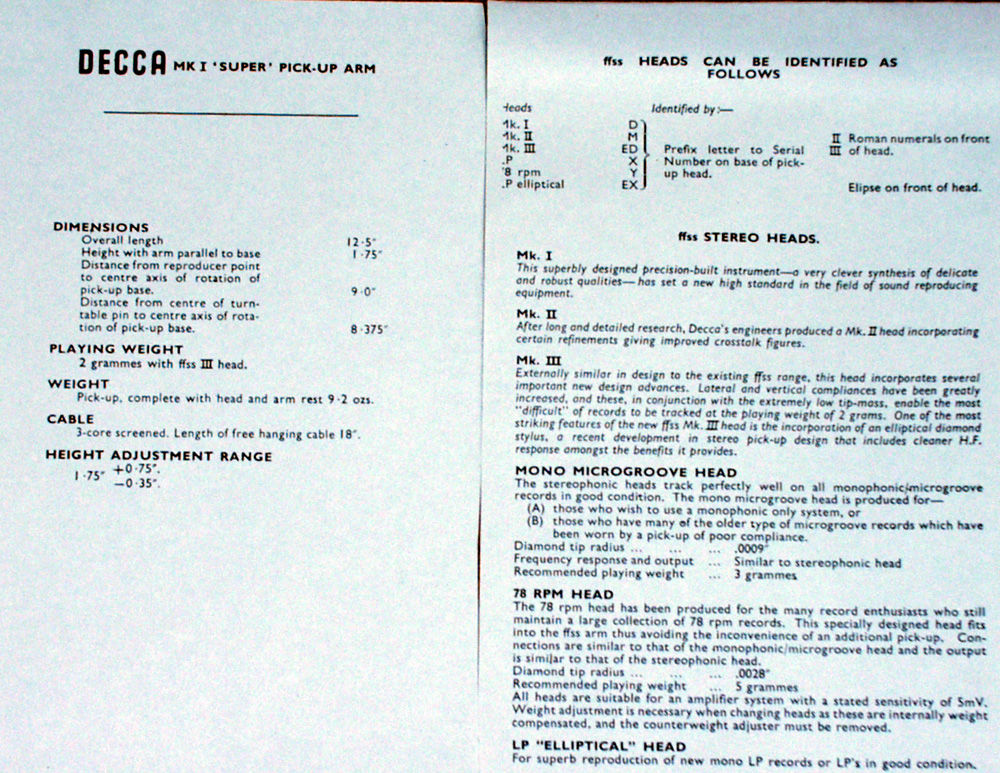 DECCA MK I 'SUPER' PICK-UP ARM
DIMENSIONS
Overall length 12·5"
Height with arm parallel to base 1·75"
Distance from reproducer point
to centre axis of rotation of
pick-up base. 9·0"
Distance from centre of turn-
table pin to centre axis of rota-
tion of pick-up base. 8·375"
PLAYING WEIGHT
2 grammes with ffss III head.
WEIGHT
Pick-up, complete with head and arm rest 9·2 ozs.
CABLE
3-core screened. Length of free hanging cable 18".
HEIGHT ADJUSTMENT RANGE
1·75" +0·75".
—0·35".
ffss HEADS CAN BE IDENTIFIED AS
FOLLOWS
Heads Identified by:—
Mk. I D
Mk. II M II Roman numerals on front
Mk. III ED Prefix letter to Serial III of head.
.P X Number on base of pick-
'8 rpm Y up head.
.P elliptical EX Elipse on front of head.
ffss STEREO HEADS.
Mk. I
This superbly designed precision-built instrument—a very clever synthesis of delicate
and robust qualities—has set a new high standard in the field of sound reproducing
equipment.
Mk. II
After long and detailed research, Decca's engineers produced a Mk. II head incorporating
certain refinements giving improved crosstalk figures.
Mk. III
Externally similar in design to the existing ffss range, this head incorporates several
important new design advances. Lateral and vertical compliances have been greatly
increased, and these, in conjunction with the extremely low tip-mass, enable the most
"difficult" of records to be tracked at the playing weight of 2 grams. One of the most
striking features of the new ffss Mk. III head is the incorporation of an elliptical diamond
stylus, a recent development in stereo pick-up design that includes cleaner H.F.
response amongst the benefits it provides.
MONO MICROGROOVE HEAD
The stereophonic heads track perfectly well on all monophonic/microgroove
records in good condition. The mono microgroove head is produced for—
(A) those who wish to use a monophonic only system, or
(B) those who have many of the older type of microgroove records which have
been worn by a pick-up of poor compliance.
Diamond tip radius ... ... ... .0009"
Frequency response and output ... Similar to stereophonic head
Recommended playing weight ... 3 grammes
78 RPM HEAD
The 78 rpm head has been produced for the many record enthusiasts who still
maintain a large collection of 78 rpm records. This specially designed head fits
into the ffss arm thus avoiding the inconvenience of an additional pick-up. Con-
nections are similar to that of the monophonic/microgroove head and the output
is similar to that of the stereophonic head.
Diamond tip radius ... ... ... .0028"
Recommended playing weight ... 5 grammes
All heads are suitable for an amplifier system with a stated sensitivity of 5mV.
Weight adjustment is necessary when changing heads as these are internally weight
compensated, and the counterweight adjuster must be removed.
LP "ELLIPTICAL" HEAD
For superb reproduction of new mono LP records or LP's in good condition.